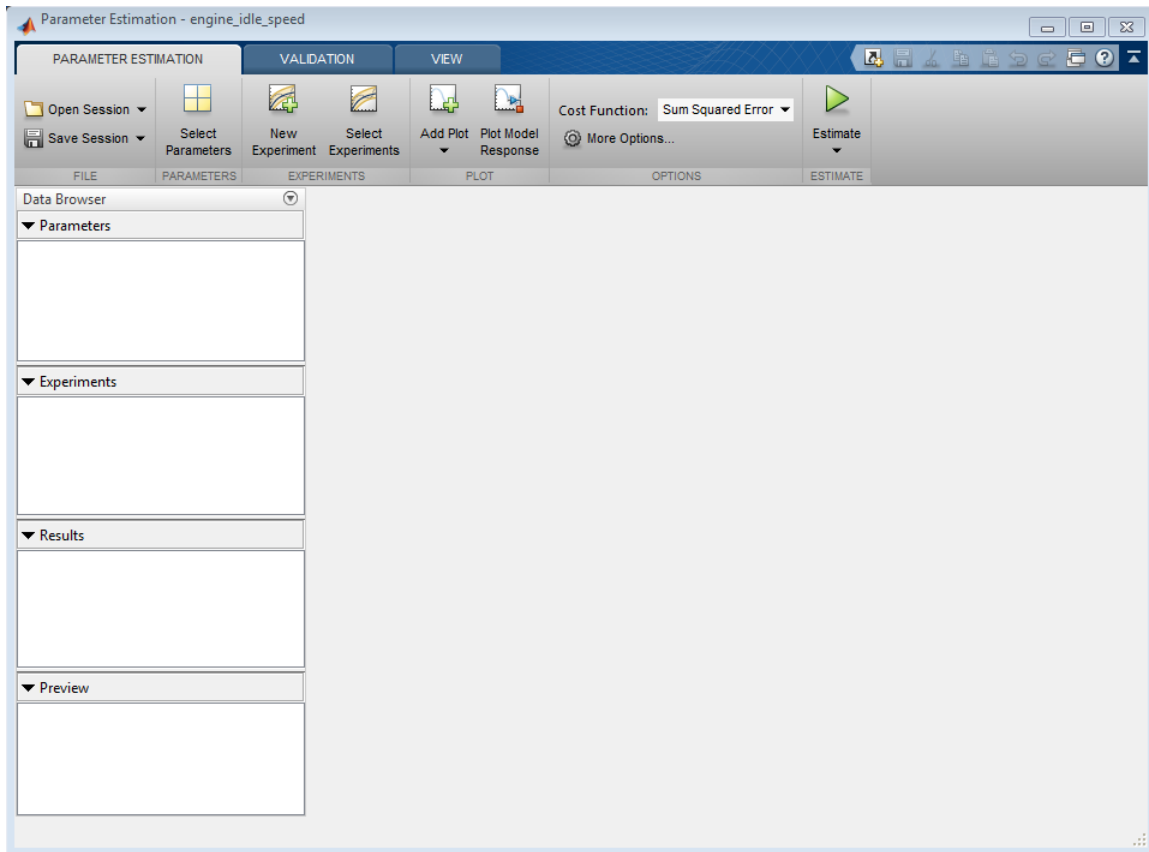 Parameter Estimation - engine_idle_speed
PARAMETER ESTIMATION
VALIDATION
VIEW
Open Session
Save Session
Select
Parameters
New
Experiment
Select
Experiments
Add Plot
Plot Model
Response
Cost Function: Sum Squared Error
More Options...
Estimate
FILE
PARAMETERS
EXPERIMENTS
PLOT
OPTIONS
ESTIMATE
Data Browser
Parameters
Experiments
Results
Preview